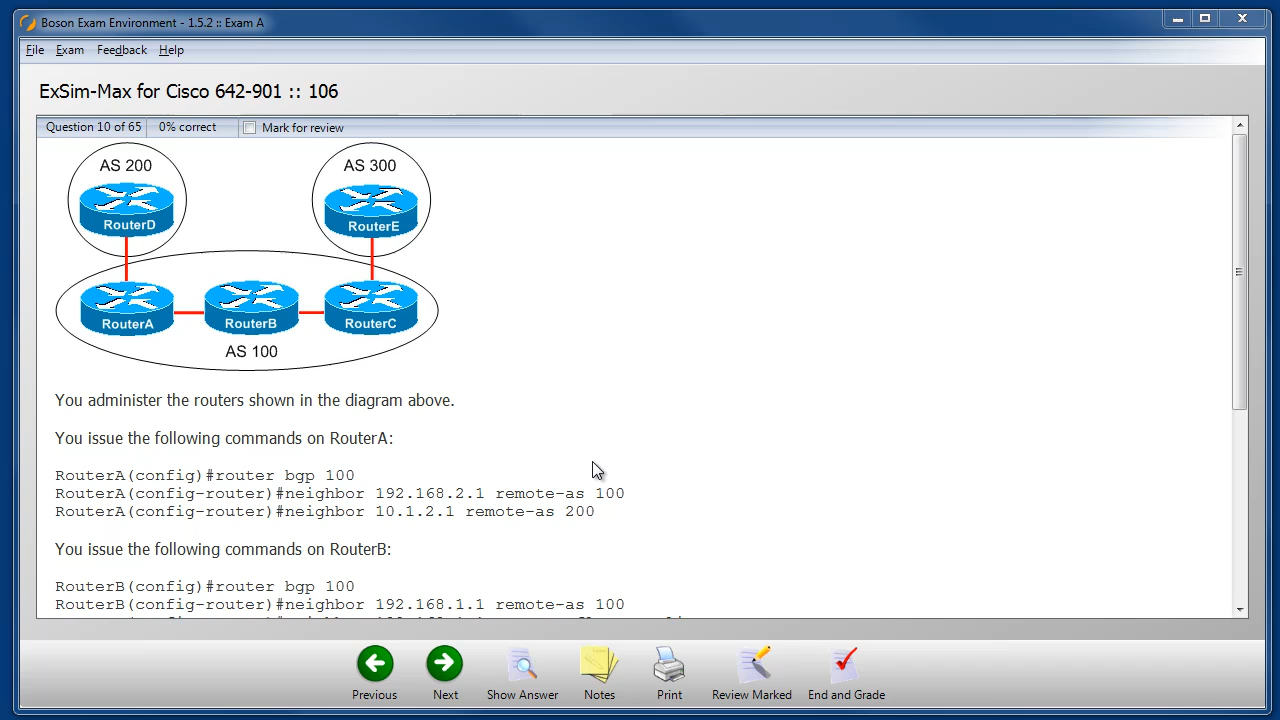 Boson Exam Environment - 1.5.2 :: Exam A
File Exam Feedback Help
ExSim-Max for Cisco 642-901 :: 106
Question 10 of 65 0% correct Mark for review
AS 200 AS 300
RouterD RouterE
RouterA RouterB RouterC
AS 100
You administer the routers shown in the diagram above.
You issue the following commands on RouterA:
RouterA(config)#router bgp 100
RouterA(config-router)#neighbor 192.168.2.1 remote-as 100
RouterA(config-router)#neighbor 10.1.2.1 remote-as 200
You issue the following commands on RouterB:
RouterB(config)#router bgp 100
RouterB(config-router)#neighbor 192.168.1.1 remote-as 100
Previous Next Show Answer Notes Print Review Marked End and Grade